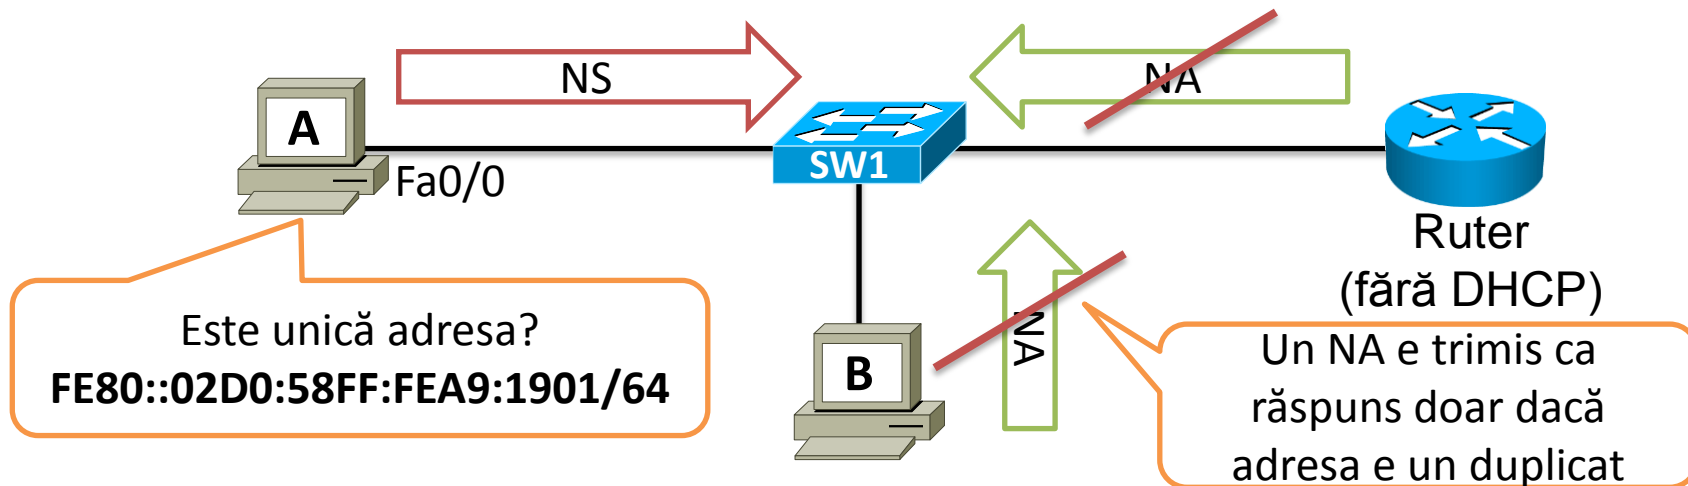 NS
NA
A
SW1
Fa0/0
Ruter
(fără DHCP)
Este unică adresa?
FE80::02D0:58FF:FEA9:1901/64
NA
B
Un NA e trimis ca
răspuns doar dacă
adresa e un duplicat